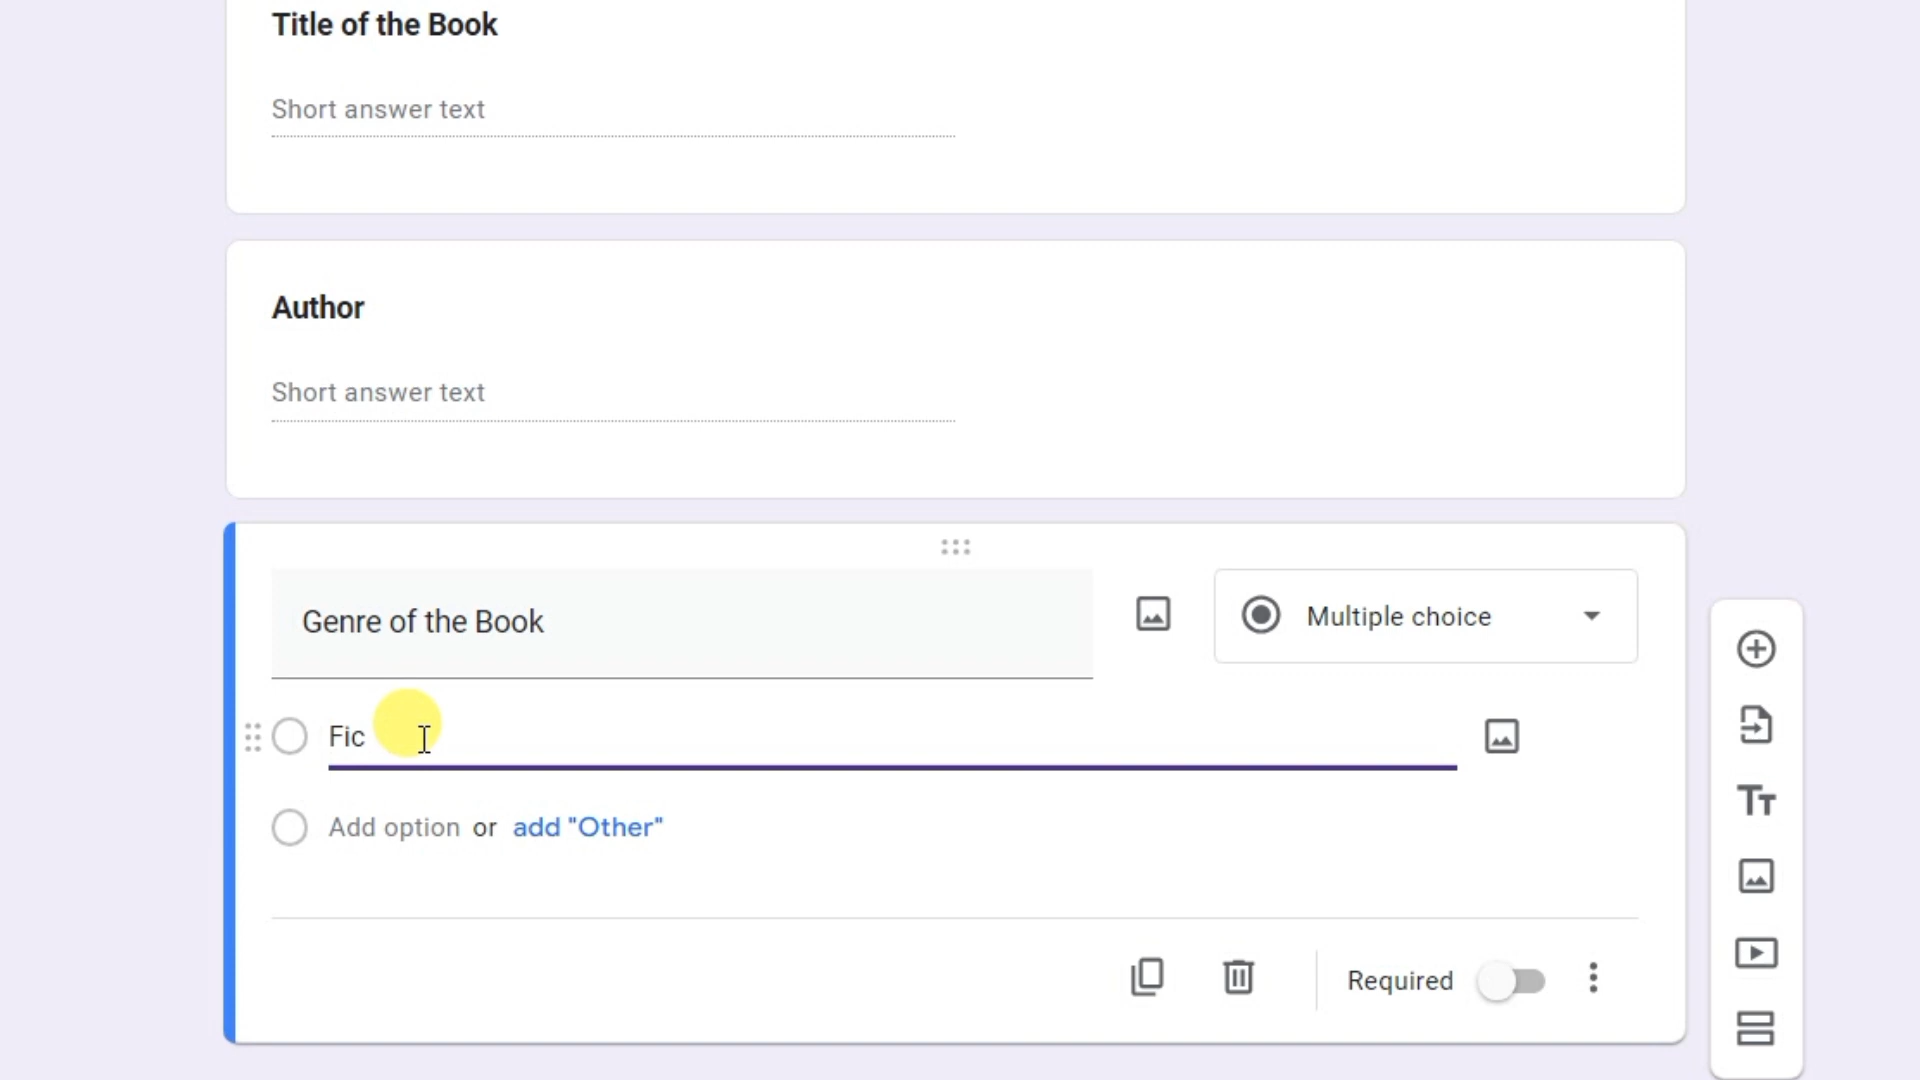 Title of the Book
Short answer text
Author
Short answer text
Genre of the Book
Multiple choice
Fic
Add option or add "Other"
Required